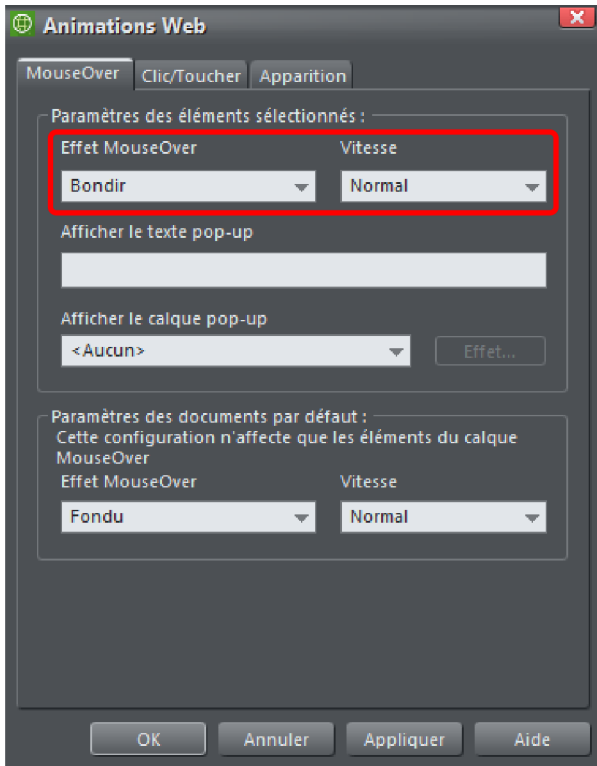 Animations Web
MouseOver Clic/Toucher Apparition
Paramètres des éléments sélectionnés :
Effet MouseOver Vitesse
Bondir Normal
Afficher le texte pop-up
Afficher le calque pop-up
<Aucun> Effet...
Paramètres des documents par défaut :
Cette configuration n'affecte que les éléments du calque
MouseOver
Effet MouseOver Vitesse
Fondu Normal
OK Annuler Appliquer Aide